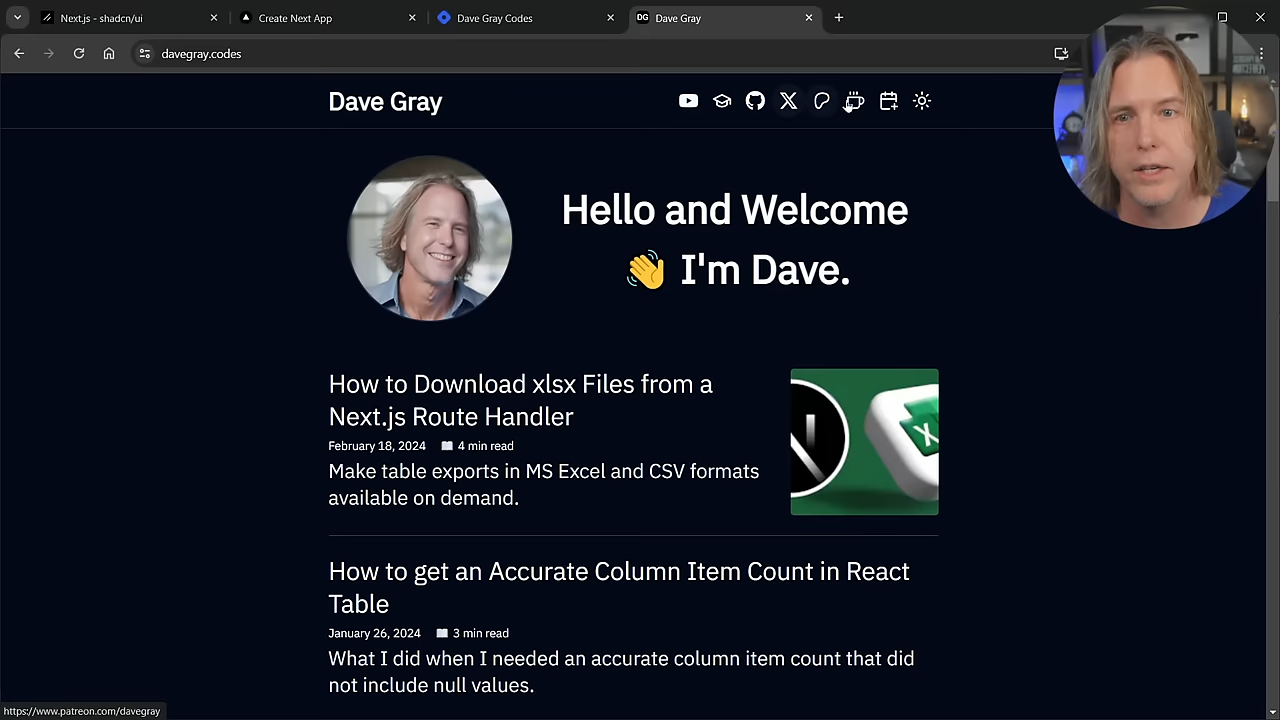 Next.js - shadcn/ui
Create Next App
Dave Gray Codes
DG Dave Gray
davegray.codes
Dave Gray
Hello and Welcome
👋 I'm Dave.
How to Download xlsx Files from a
Next.js Route Handler
February 18, 2024 📖 4 min read
Make table exports in MS Excel and CSV formats
available on demand.
How to get an Accurate Column Item Count in React
Table
January 26, 2024 📖 3 min read
What I did when I needed an accurate column item count that did
not include null values.
https://www.patreon.com/davegray